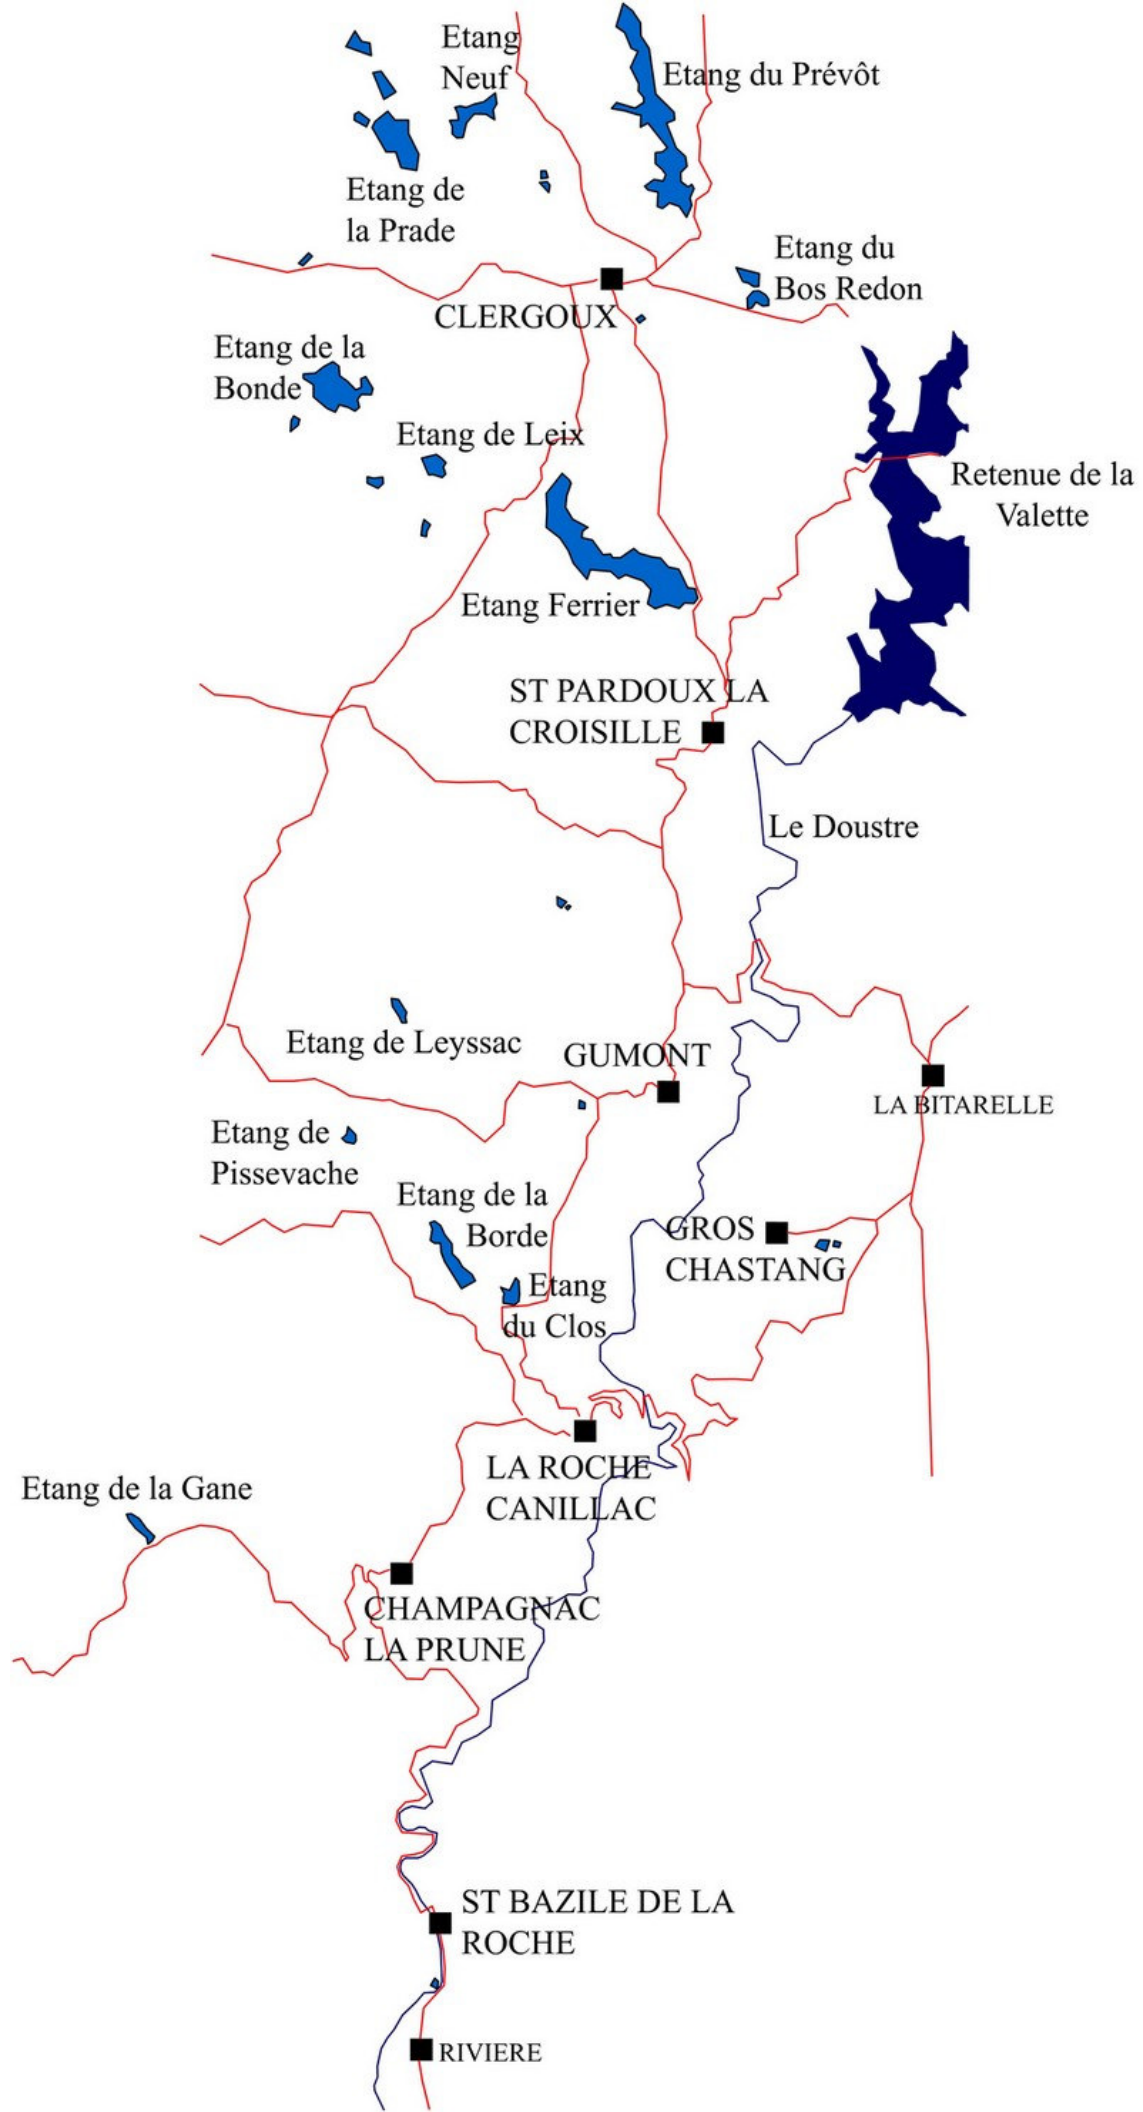 Etang
Neuf
Etang du Prévôt
Etang de
la Prade
Etang du
Bos Redon
CLERGOUX
Etang de la
Bonde
Etang de Leix
Retenue de la
Valette
Etang Ferrier
ST PARDOUX LA
CROISILLE
Le Doustre
Etang de Leyssac
GUMONT
LA BITARELLE
Etang de
Pissevache
Etang de la
Borde
GROS
CHASTANG
Etang
du Clos
LA ROCHE
CANILLAC
Etang de la Gane
CHAMPAGNAC
LA PRUNE
ST BAZILE DE LA
ROCHE
RIVIERE